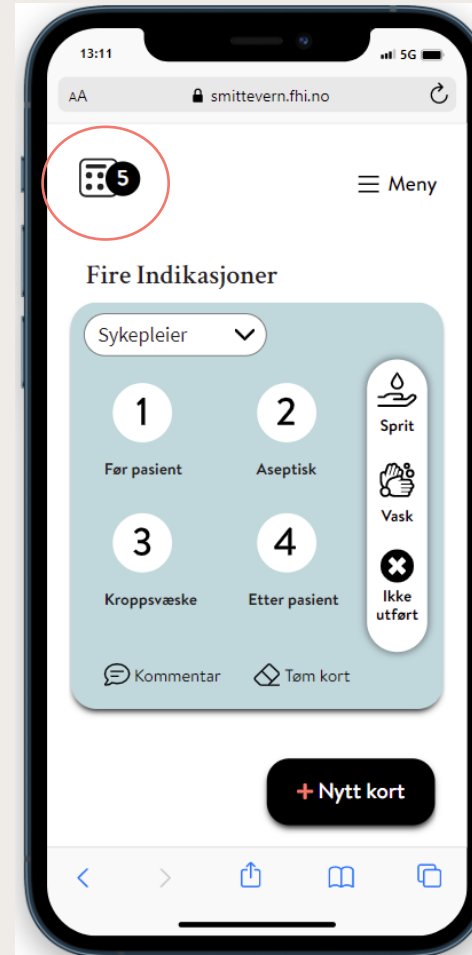 13:11
5G
AA smittevern.fhi.no
5
Meny
Fire Indikasjoner
Sykepleier
1 2
Før pasient Aseptisk
Sprit
Vask
3 4
Kroppsvæske Etter pasient
Ikke
utført
Kommentar Tøm kort
+ Nytt kort